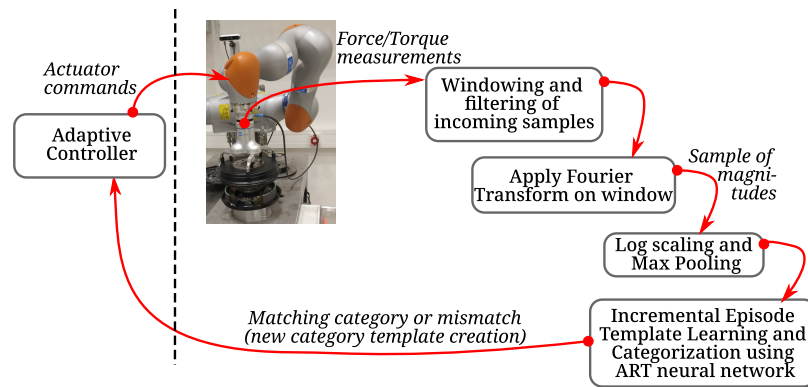 Actuator
commands
Adaptive
Controller
Force/Torque
measurements
Windowing and
filtering of
incoming samples
Apply Fourier
Transform on window
Sample of
magni-
tudes
Log scaling and
Max Pooling
Incremental Episode
Template Learning and
Categorization using
ART neural network
Matching category or mismatch
(new category template creation)